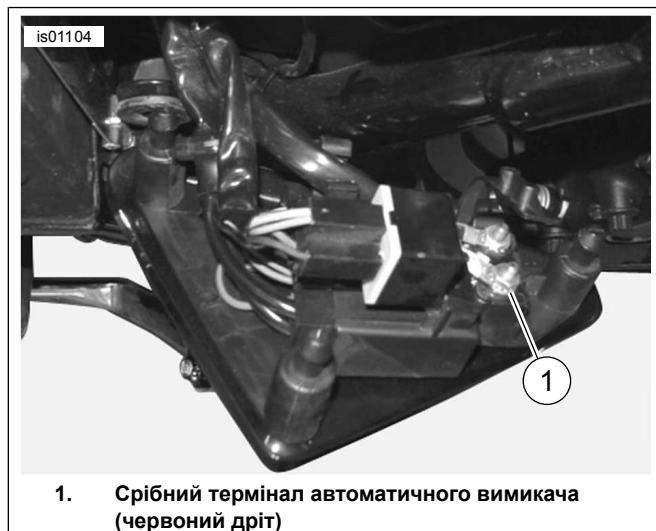 is01104
1
1. Срібний термінал автоматичного вимикача
(червоний дріт)